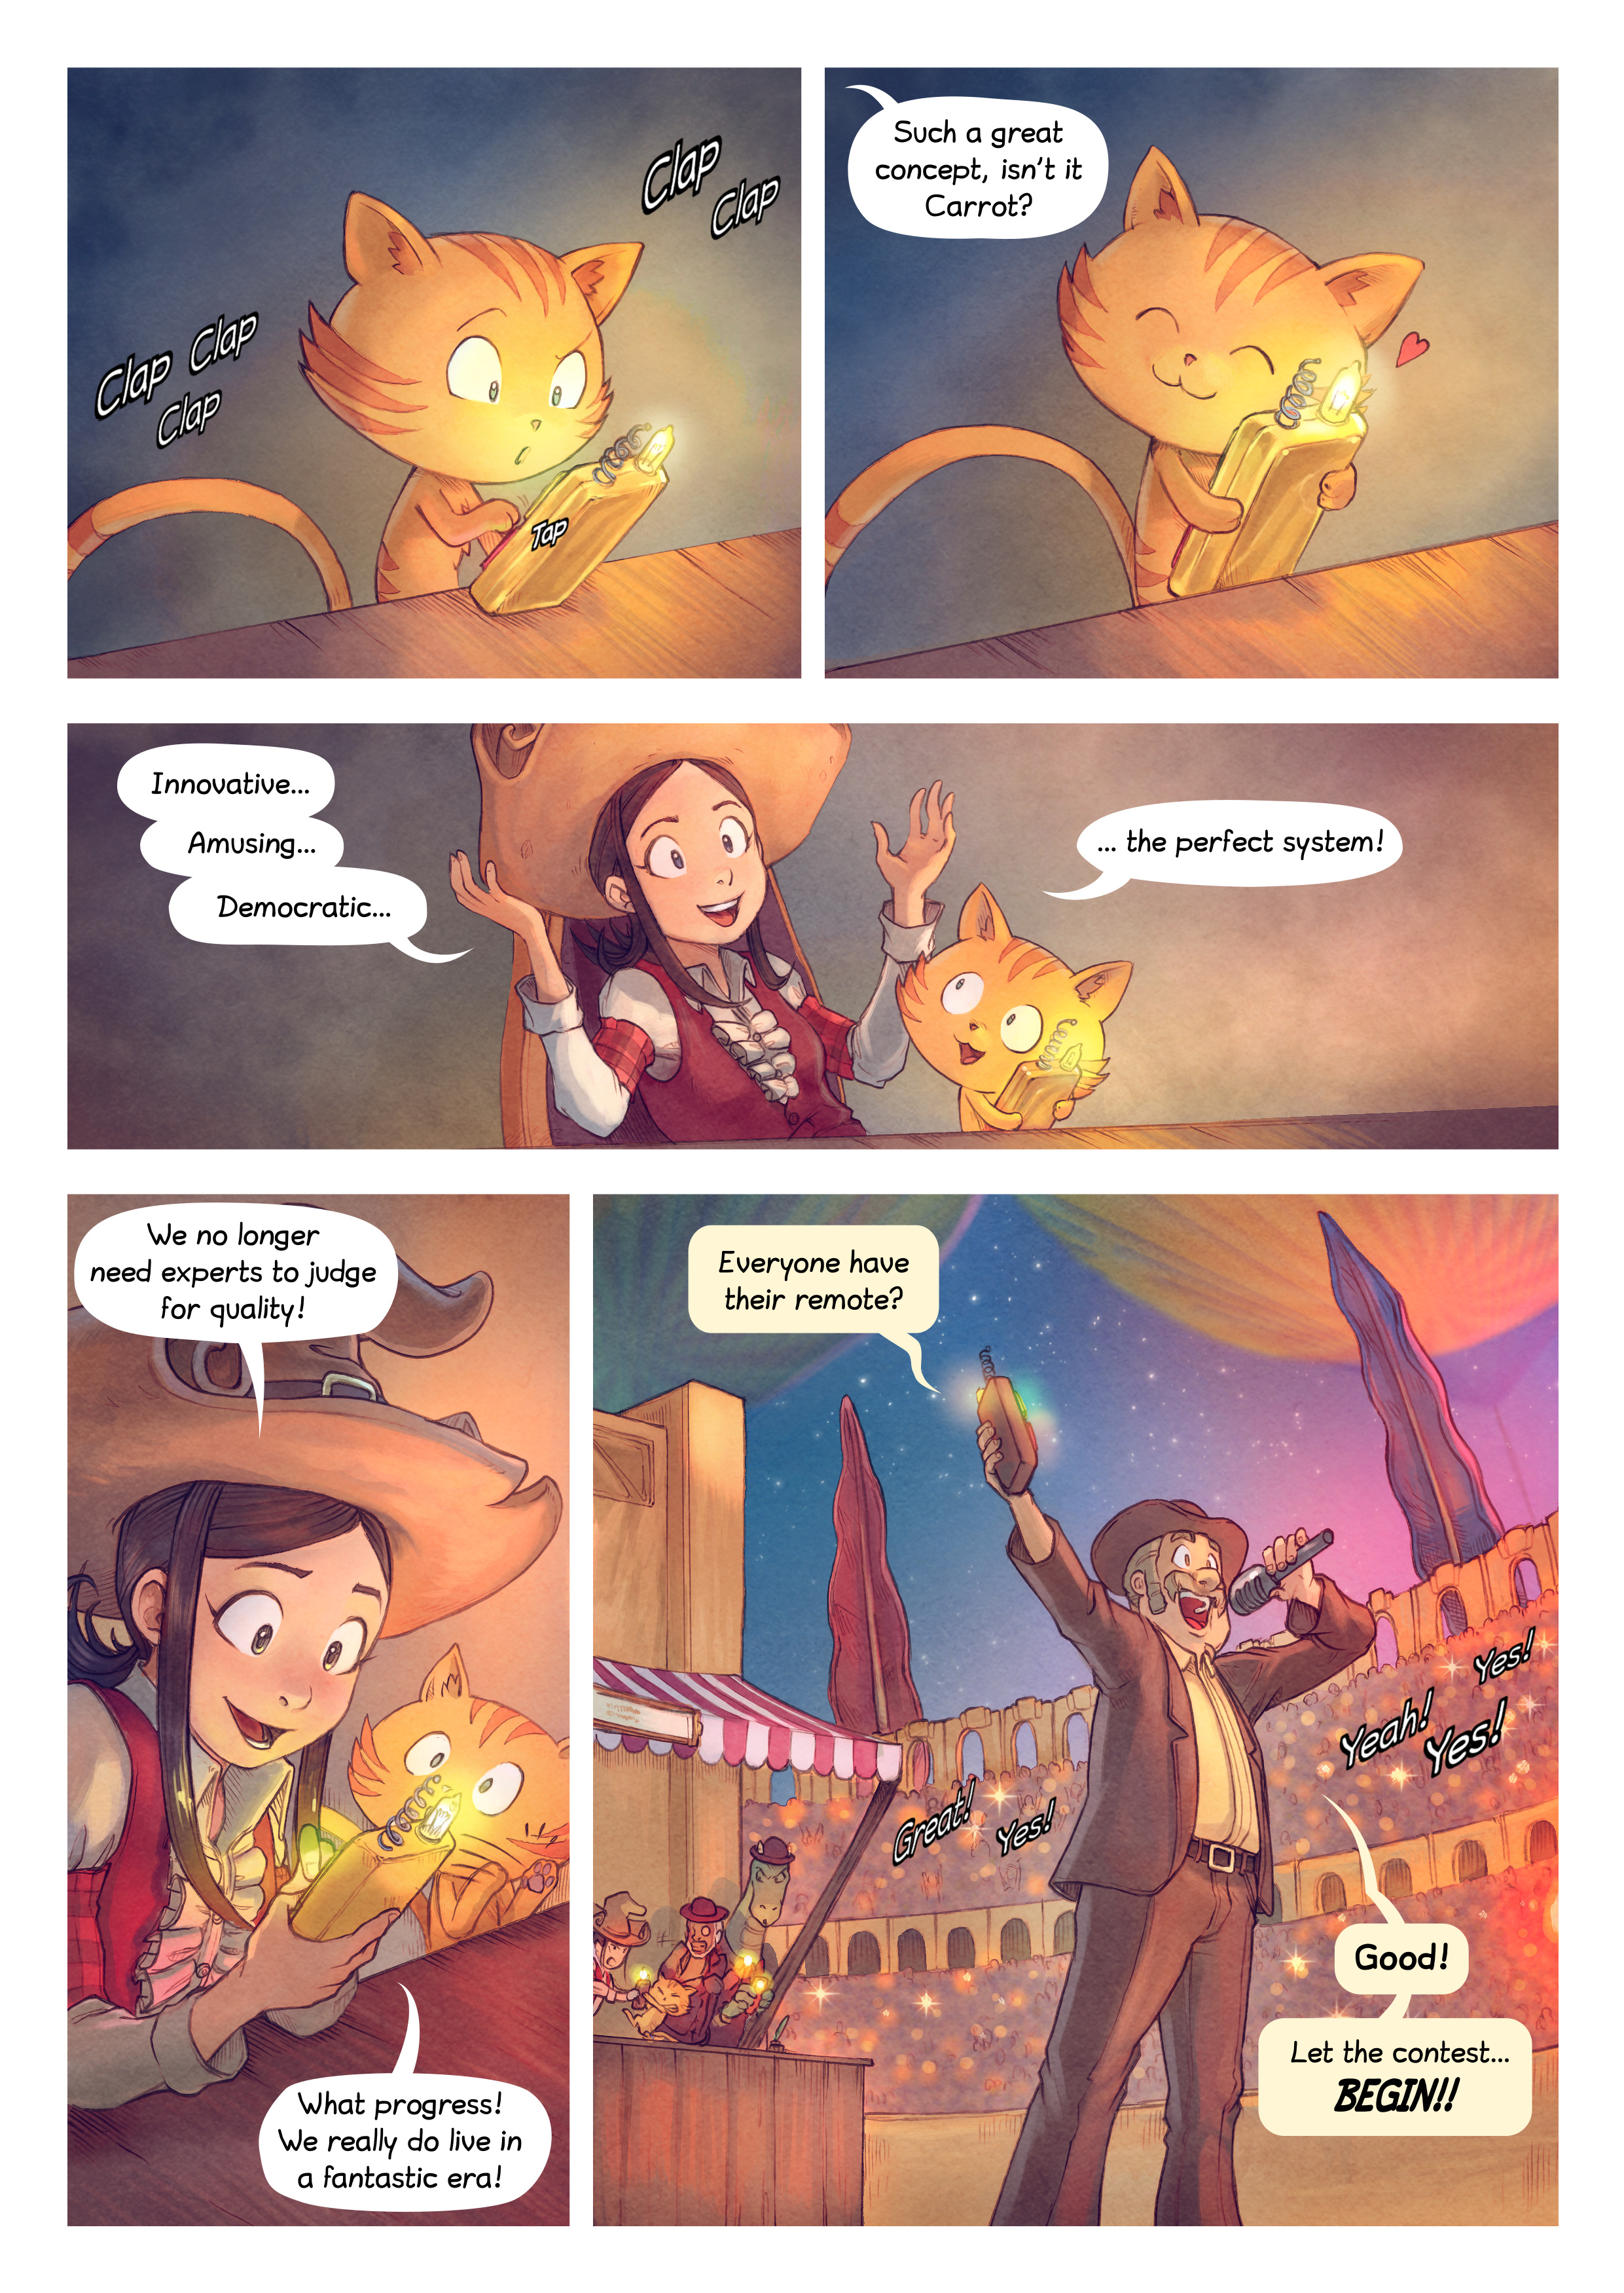 Clap
Clap
Clap Clap
Clap
Tap
Such a great
concept, isn't it
Carrot?
Innovative...
Amusing...
Democratic...
... the perfect system!
We no longer
need experts to judge
for quality!
What progress!
We really do live in
a fantastic era!
Everyone have
their remote?
Yes!
Yeah!
Yes!
Great!
Yes!
Good!
Let the contest...
BEGIN!!